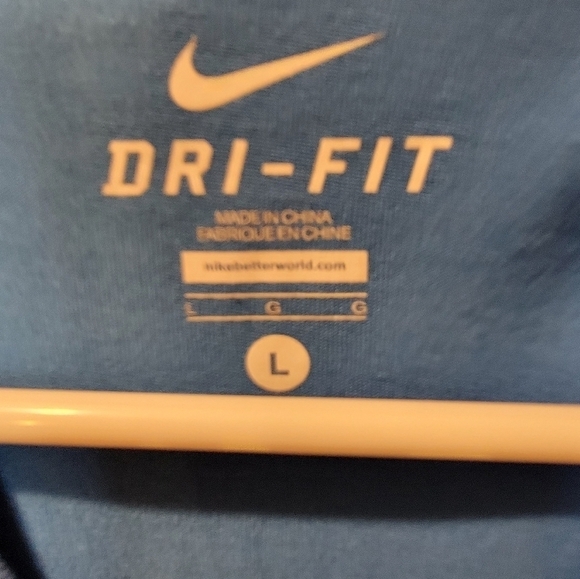 DRI-FIT
MADE IN CHINA
FABRIQUE EN CHINE
nikebetterworld.com
L G G
L